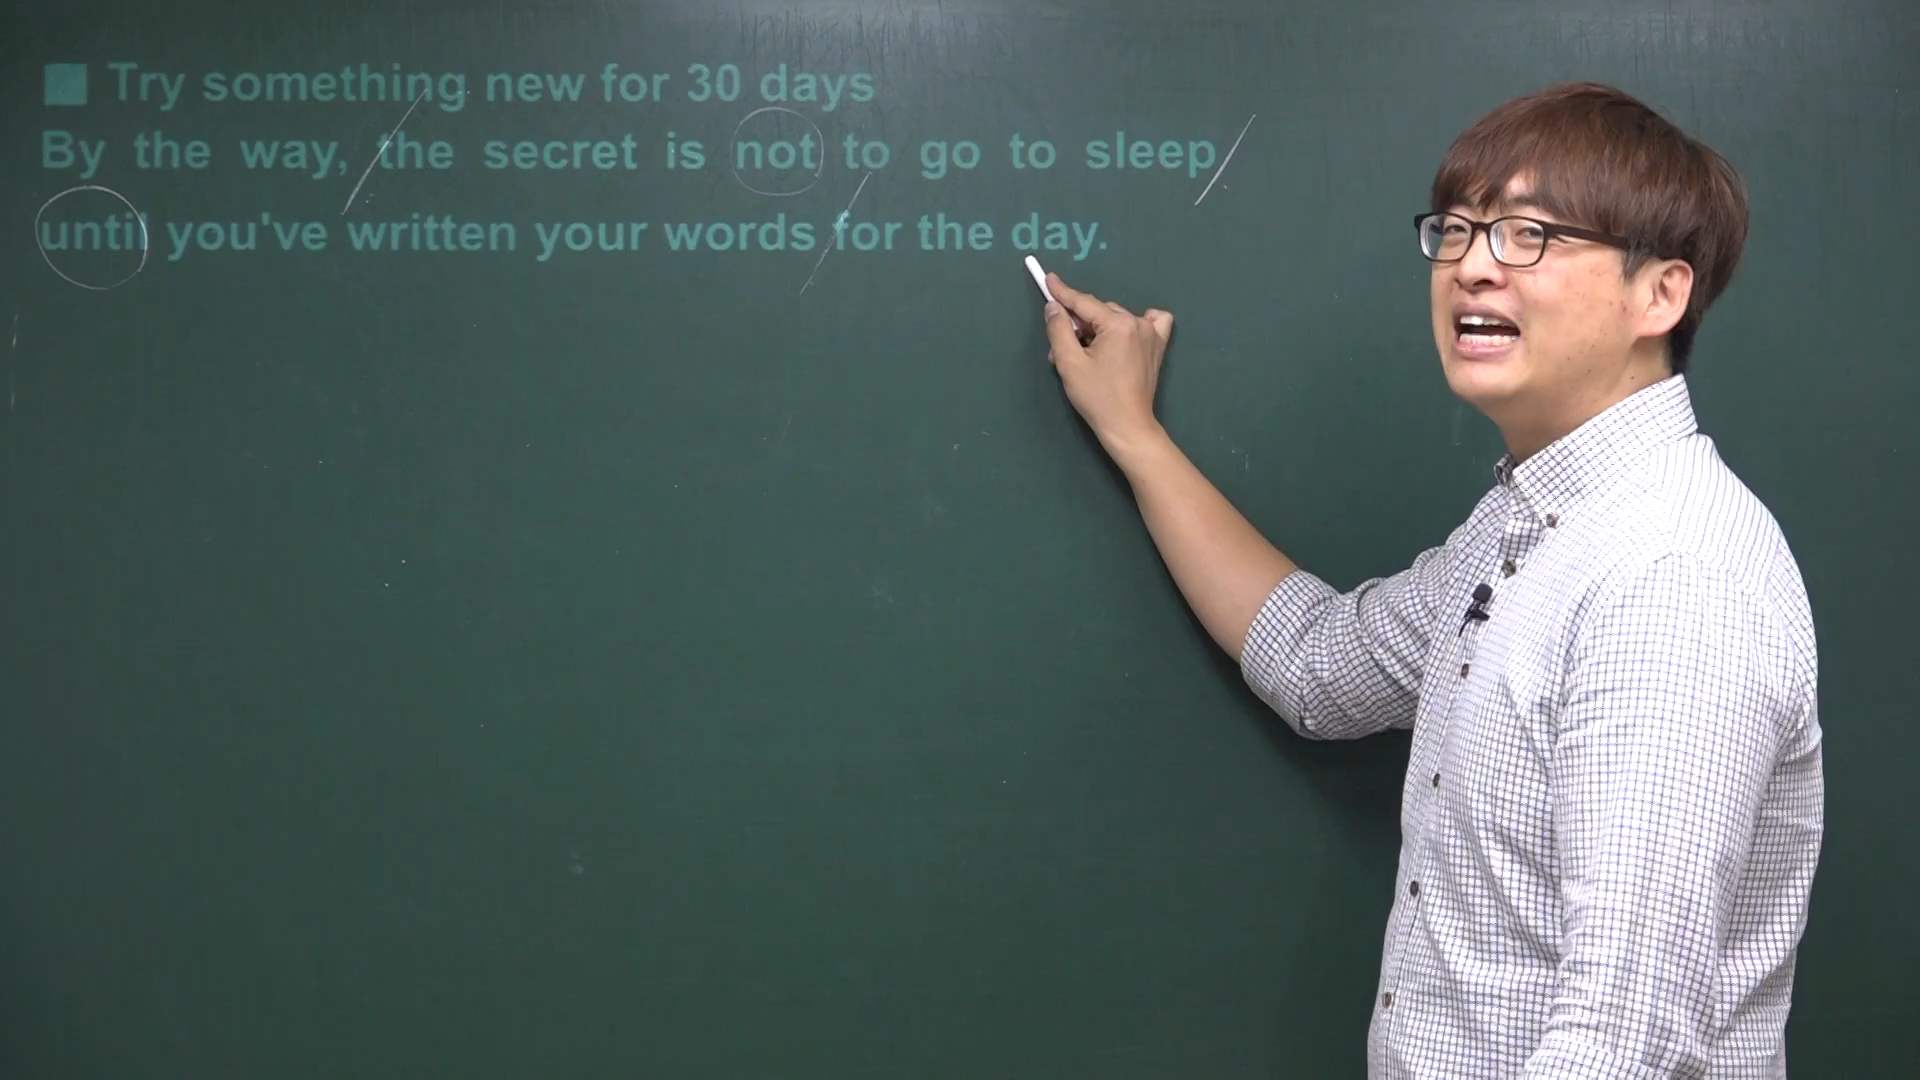 ■ Try something new for 30 days
By the way, the secret is not to go to sleep
until you've written your words for the day.